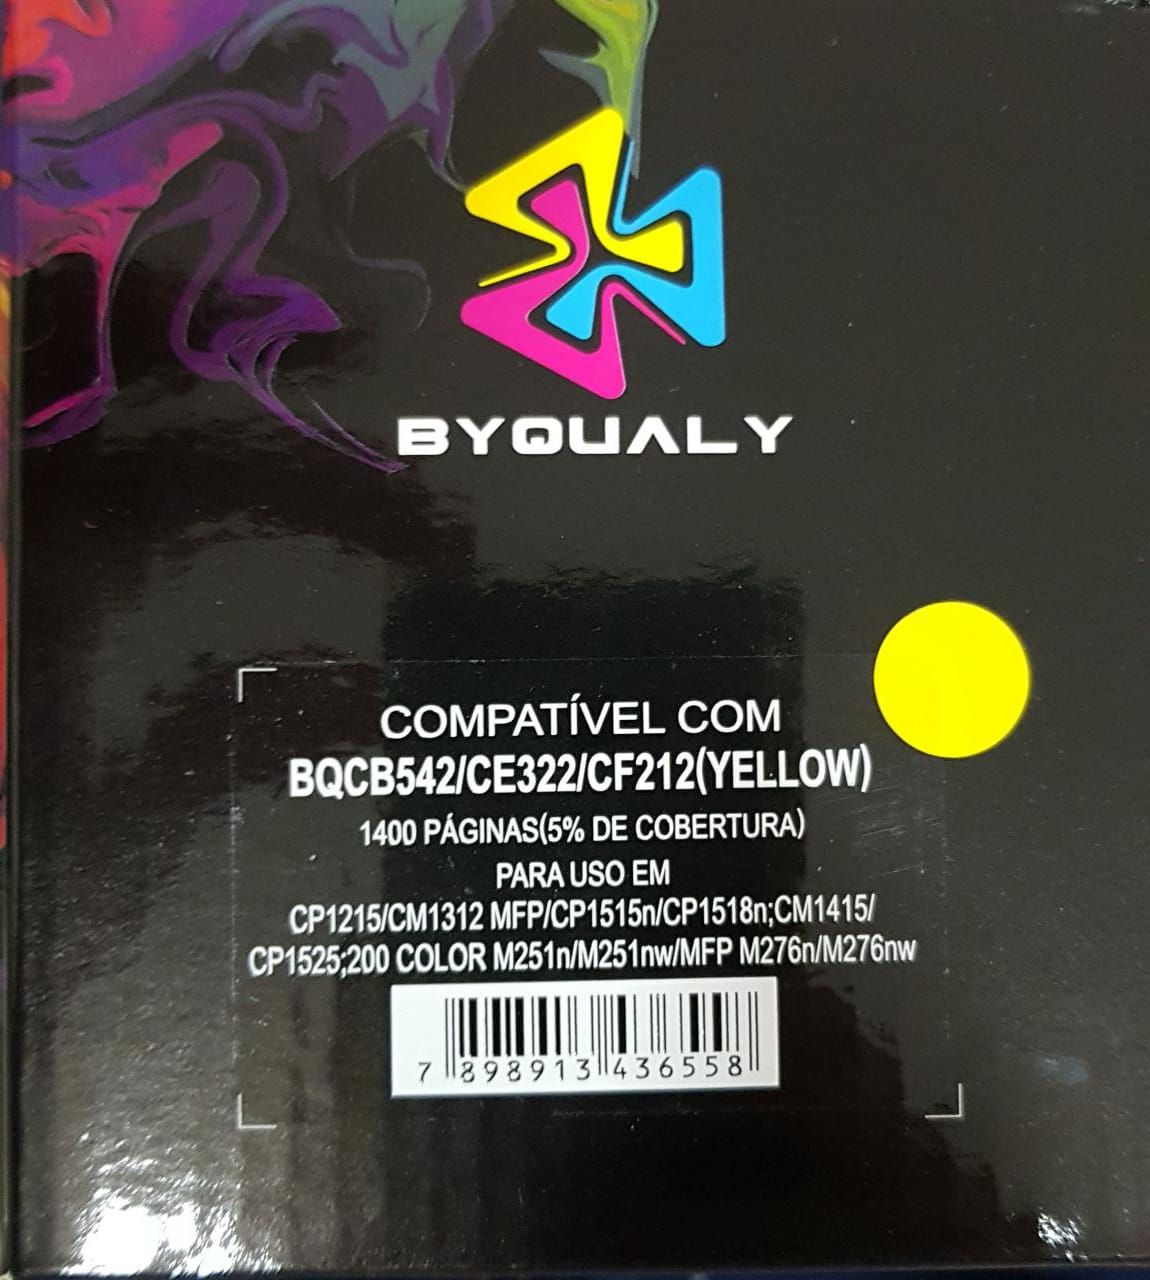 BYQUALY
COMPATÍVEL COM
BQCB542/CE322/CF212(YELLOW)
1400 PÁGINAS(5% DE COBERTURA)
PARA USO EM
CP1215/CM1312 MFP/CP1515n/CP1518n;CM1415/
CP1525;200 COLOR M251n/M251nw/MFP M276n/M276nw
7 898913 436558